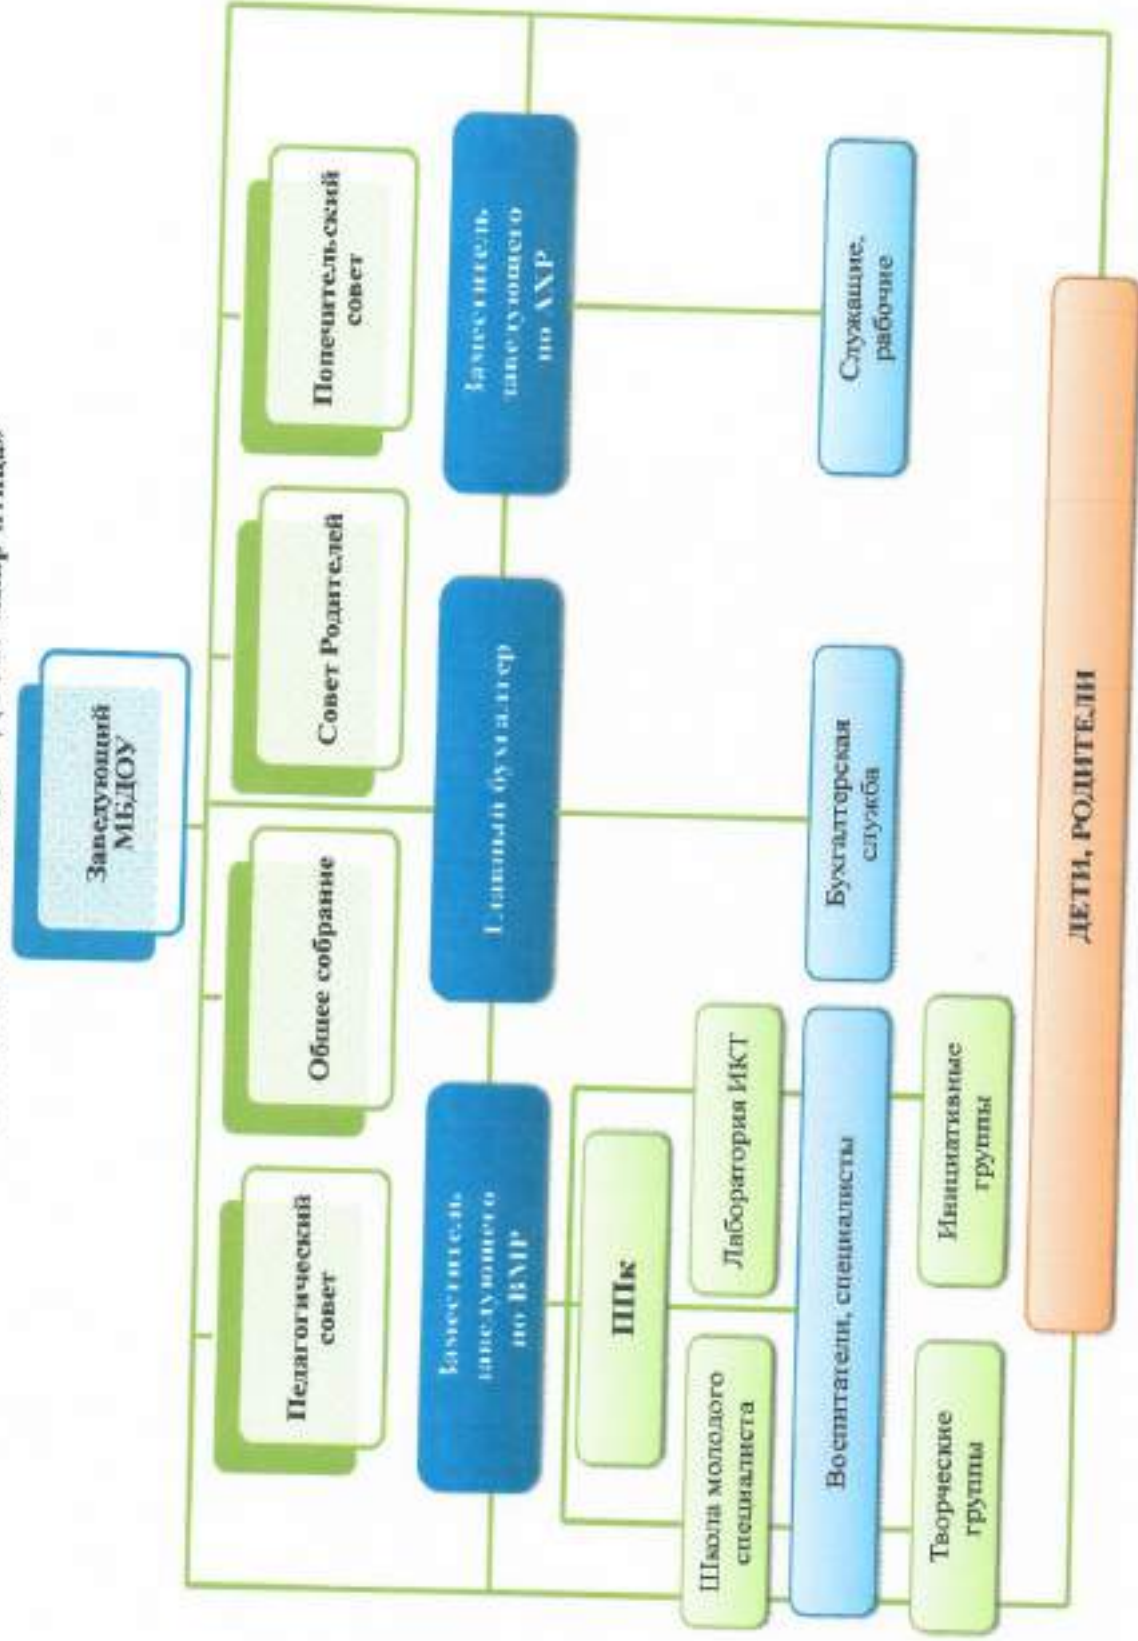 Заведующий
МБДОУ
Педагогический
совет
Общее собрание
Совет Родителей
Попечительский
совет
Заместитель
заведующего
по ВМР
Главный бухгалтер
Заместитель
заведующего
по АХР
ППк
Школа молодого
специалиста
Лаборатория ИКТ
Воспитатели, специалисты
Бухгалтерская
служба
Служащие,
рабочие
Творческие
группы
Инициативные
группы
ДЕТИ, РОДИТЕЛИ